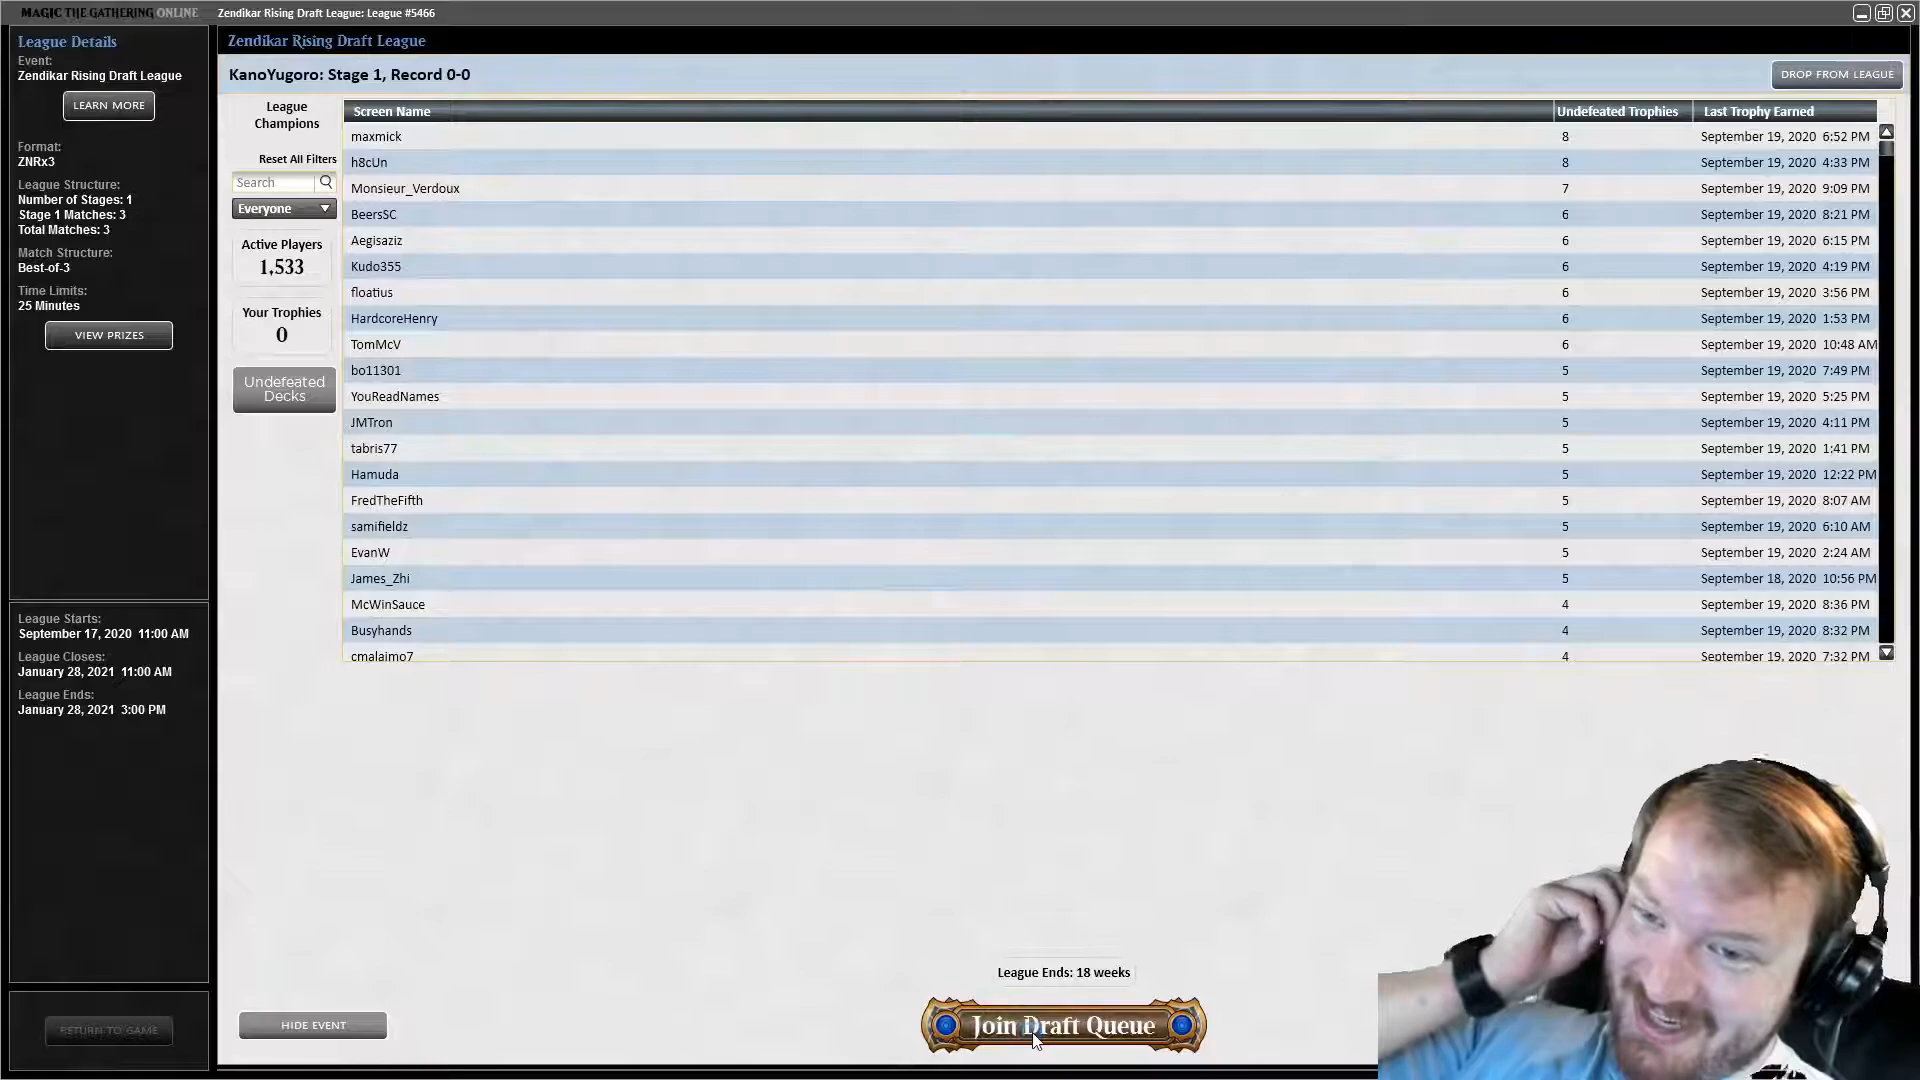 MAGIC THE GATHERING ONLINE
Zendikar Rising Draft League: League #5466
League Details
Event:
Zendikar Rising Draft League
LEARN MORE
Format:
ZNRx3
League Structure:
Number of Stages: 1
Stage 1 Matches: 3
Total Matches: 3
Match Structure:
Best-of-3
Time Limits:
25 Minutes
VIEW PRIZES
League Starts:
September 17, 2020 11:00 AM
League Closes:
January 28, 2021 11:00 AM
League Ends:
January 28, 2021 3:00 PM
RETURN TO GAME
Zendikar Rising Draft League
KanoYugoro: Stage 1, Record 0-0
DROP FROM LEAGUE
League
Champions
Reset All Filters
Search
Everyone
Active Players
1,533
Your Trophies
0
Undefeated
Decks
Screen Name Undefeated Trophies Last Trophy Earned
maxmick 8 September 19, 2020 6:52 PM
h8cUn 8 September 19, 2020 4:33 PM
Monsieur_Verdoux 7 September 19, 2020 9:09 PM
BeersSC 6 September 19, 2020 8:21 PM
Aegisaziz 6 September 19, 2020 6:15 PM
Kudo355 6 September 19, 2020 4:19 PM
floatius 6 September 19, 2020 3:56 PM
HardcoreHenry 6 September 19, 2020 1:53 PM
TomMcV 6 September 19, 2020 10:48 AM
bo11301 5 September 19, 2020 7:49 PM
YouReadNames 5 September 19, 2020 5:25 PM
JMTron 5 September 19, 2020 4:11 PM
tabris77 5 September 19, 2020 1:41 PM
Hamuda 5 September 19, 2020 12:22 PM
FredTheFifth 5 September 19, 2020 8:07 AM
samifieldz 5 September 19, 2020 6:10 AM
EvanW 5 September 19, 2020 2:24 AM
James_Zhi 5 September 18, 2020 10:56 PM
McWinSauce 4 September 19, 2020 8:36 PM
Busyhands 4 September 19, 2020 8:32 PM
cmalaimo7 4 September 19, 2020 7:32 PM
League Ends: 18 weeks
HIDE EVENT
Join Draft Queue